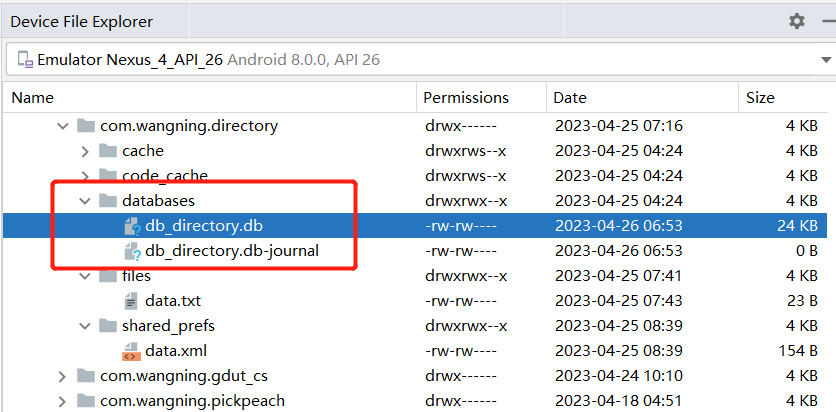 Device File Explorer
Emulator Nexus_4_API_26 Android 8.0.0, API 26
Name Permissions Date Size
com.wangning.directory drwx------ 2023-04-25 07:16 4 KB
cache drwxrws--x 2023-04-25 04:24 4 KB
code_cache drwxrws--x 2023-04-25 04:24 4 KB
databases drwxrwx--x 2023-04-25 04:24 4 KB
db_directory.db -rw-rw---- 2023-04-26 06:53 24 KB
db_directory.db-journal -rw-rw---- 2023-04-26 06:53 0 B
files drwxrwx--x 2023-04-25 07:41 4 KB
data.txt -rw-rw---- 2023-04-25 07:43 23 B
shared_prefs drwxrwx--x 2023-04-25 08:39 4 KB
data.xml -rw-rw---- 2023-04-25 08:39 154 B
com.wangning.gdut_cs drwx------ 2023-04-24 10:10 4 KB
com.wangning.pickpeach drwx------ 2023-04-18 04:51 4 KB